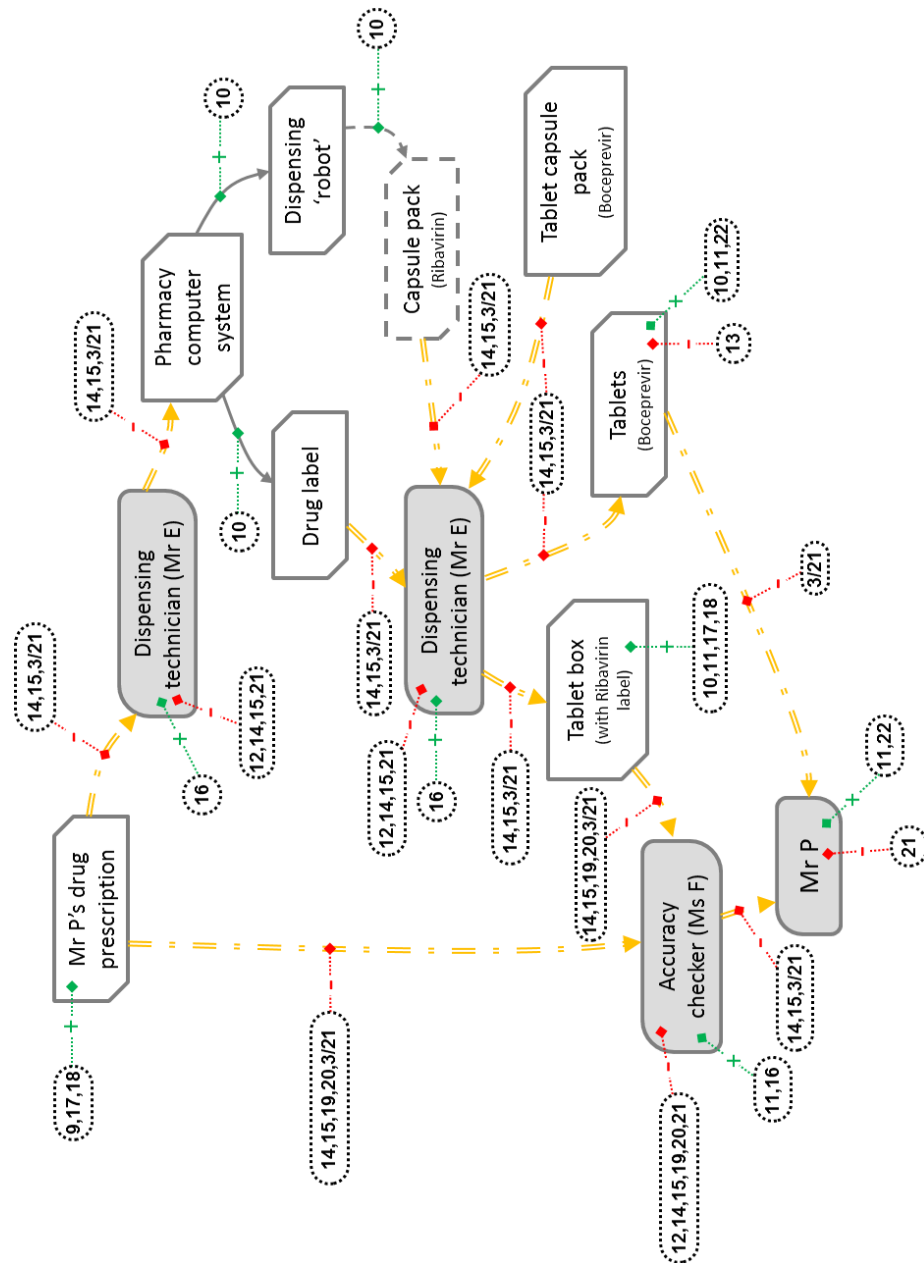 9,17,18
Mr P's drug
prescription
14,15,3/21
Dispensing
technician (Mr E)
16
12,14,15,21
14,15,3/21
Pharmacy
computer
system
10
10
Dispensing
'robot'
10
Drug label
14,15,3/21
Capsule pack
(Ribavirin)
14,15,3/21
Tablet capsule
pack
(Boceprevir)
14,15,3/21
Dispensing
technician (Mr E)
12,14,15,21
16
14,15,3/21
Tablet box
(with Ribavirin
label)
10,11,17,18
Tablets
(Boceprevir)
10,11,22
13
3/21
14,15,19,20,3/21
14,15,19,20,3/21
Accuracy
checker (Ms F)
12,14,15,19,20,21
11,16
14,15,3/21
Mr P
11,22
21